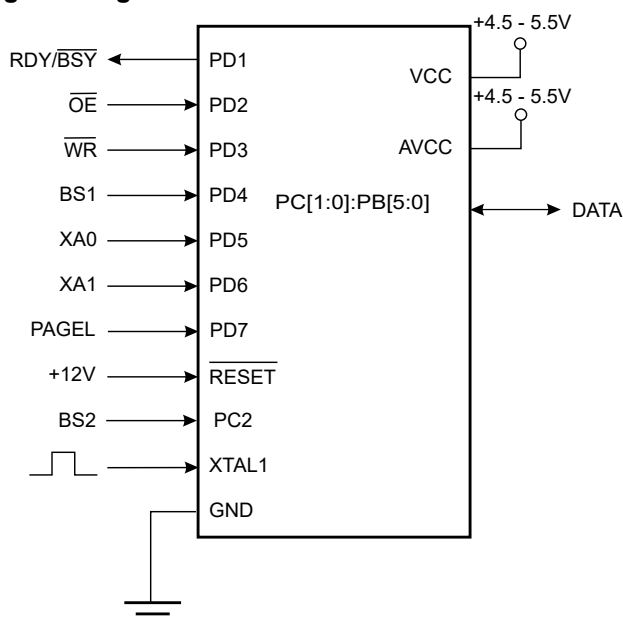 +4.5 - 5.5V
RDY/BSY PD1
VCC
+4.5 - 5.5V
OE PD2
WR PD3 AVCC
BS1 PD4 PC[1:0]:PB[5:0] DATA
XA0 PD5
XA1 PD6
PAGEL PD7
+12V RESET
BS2 PC2
XTAL1
GND